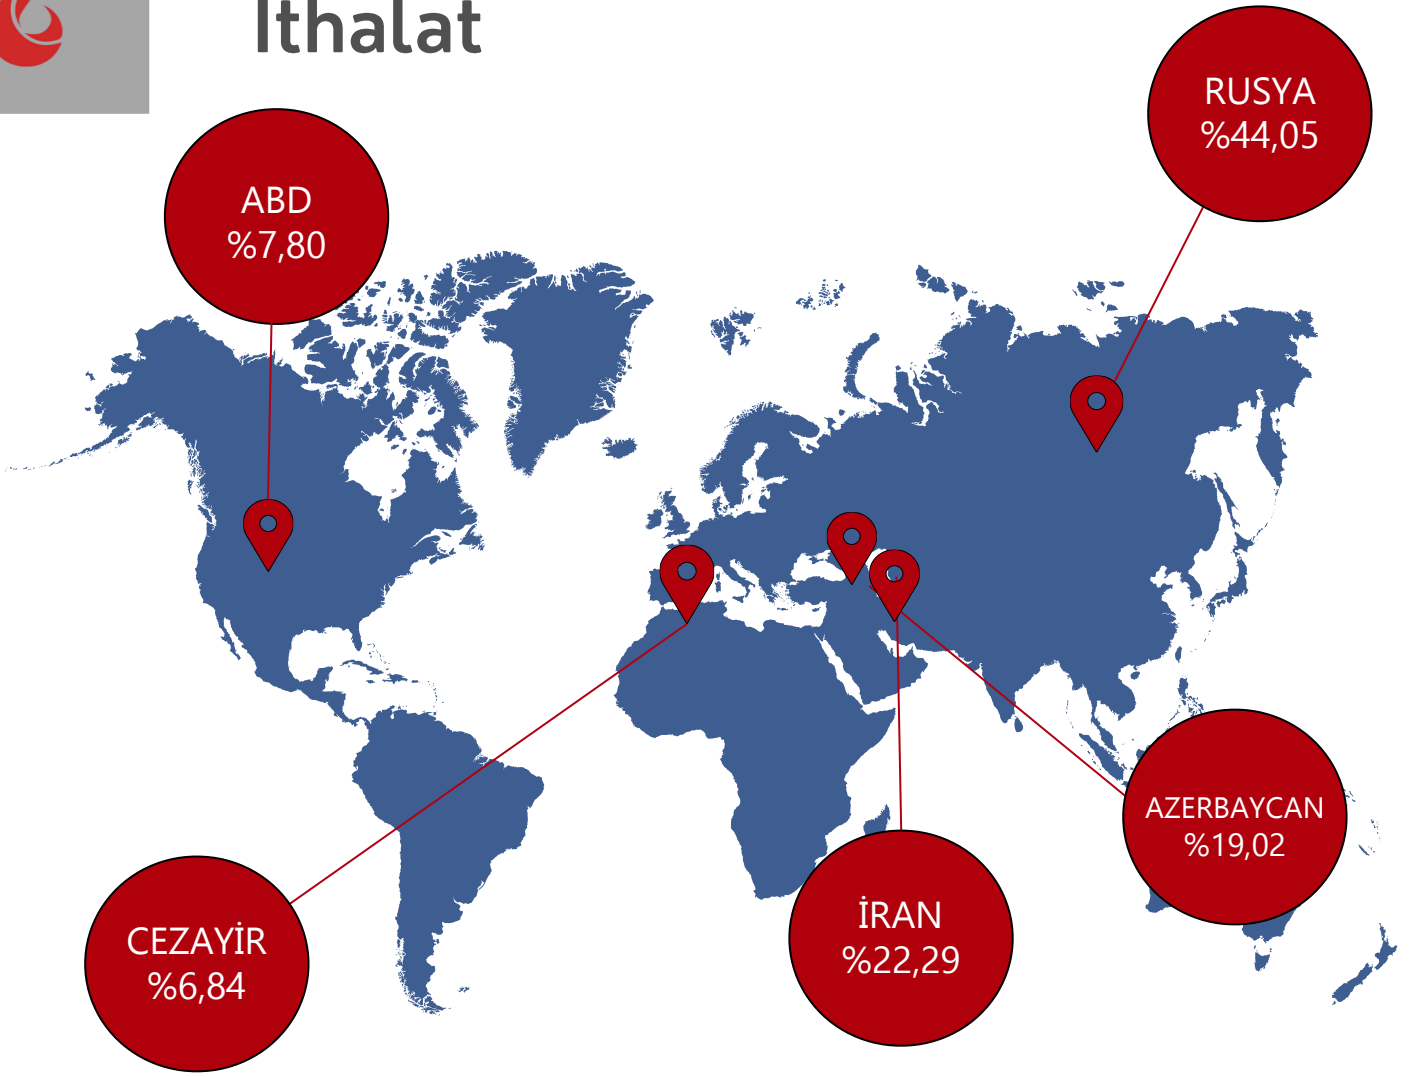 İthalat
RUSYA
%44,05
ABD
%7,80
AZERBAYCAN
%19,02
İRAN
%22,29
CEZAYİR
%6,84